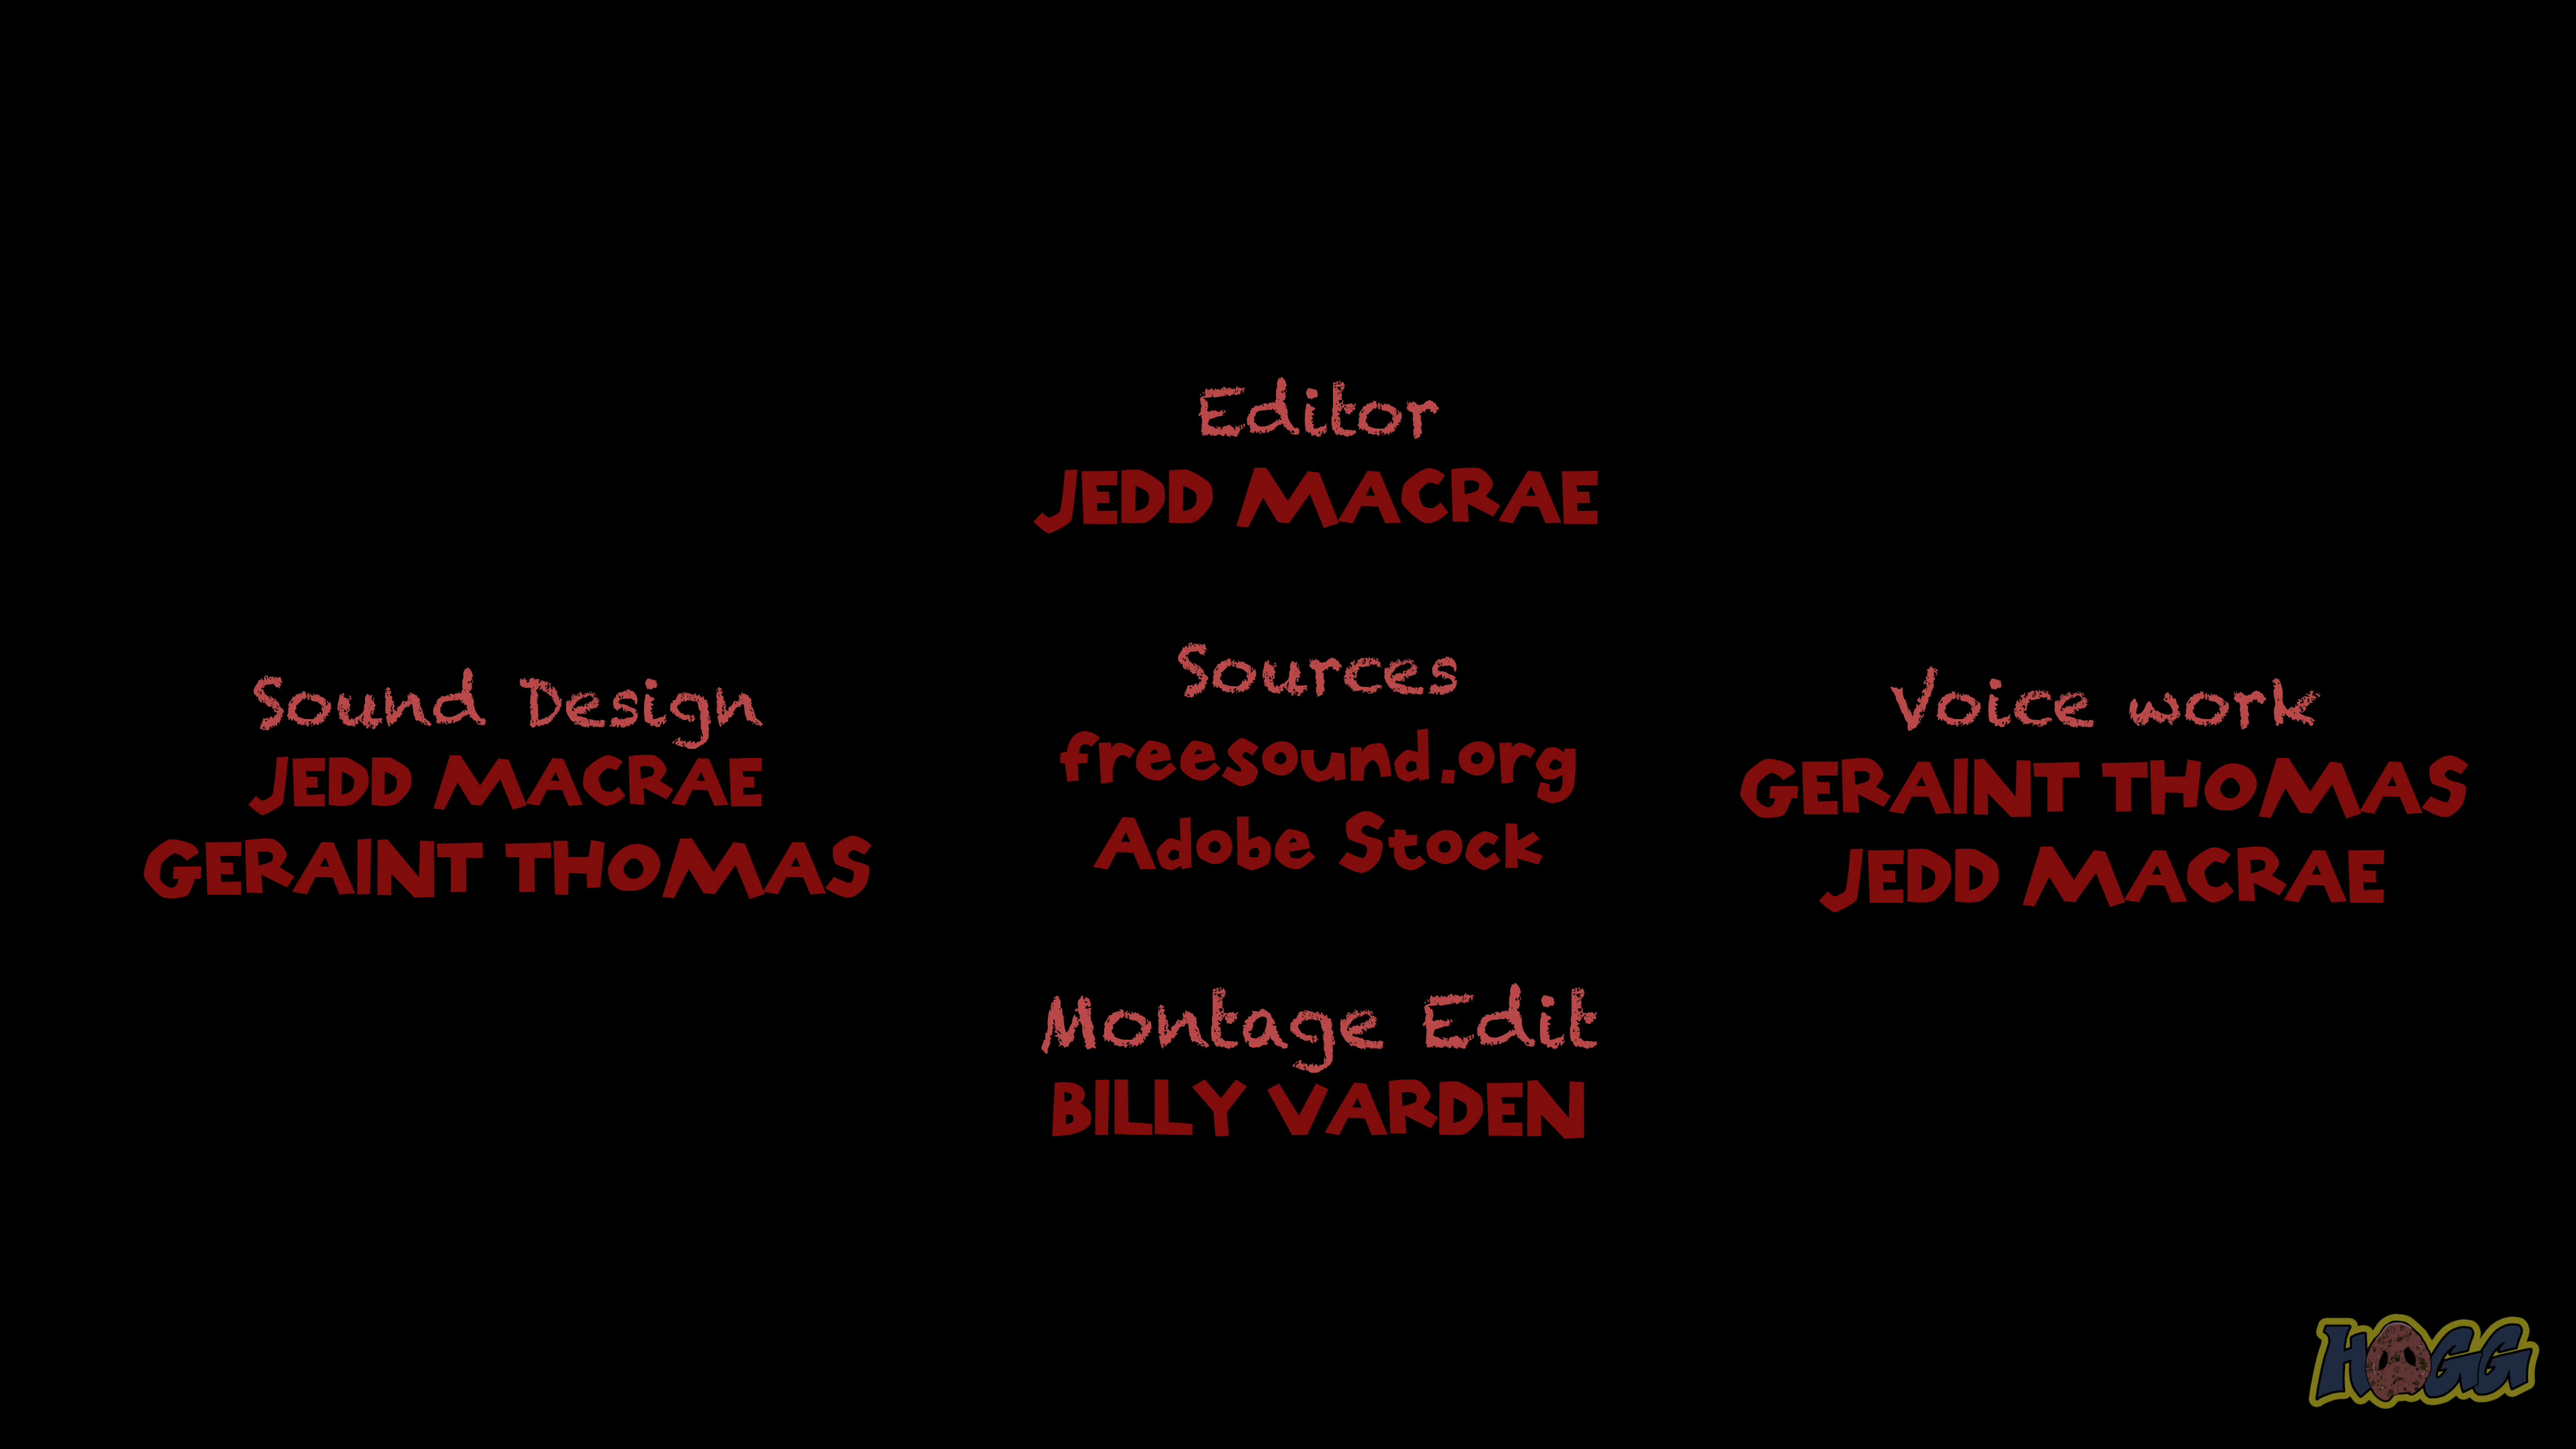 Editor
JEDD MACRAE
Sound Design
JEDD MACRAE
GERAINT THOMAS
Sources
freesound.org
Adobe Stock
Voice work
GERAINT THOMAS
JEDD MACRAE
Montage Edit
BILLY VARDEN
HOGG